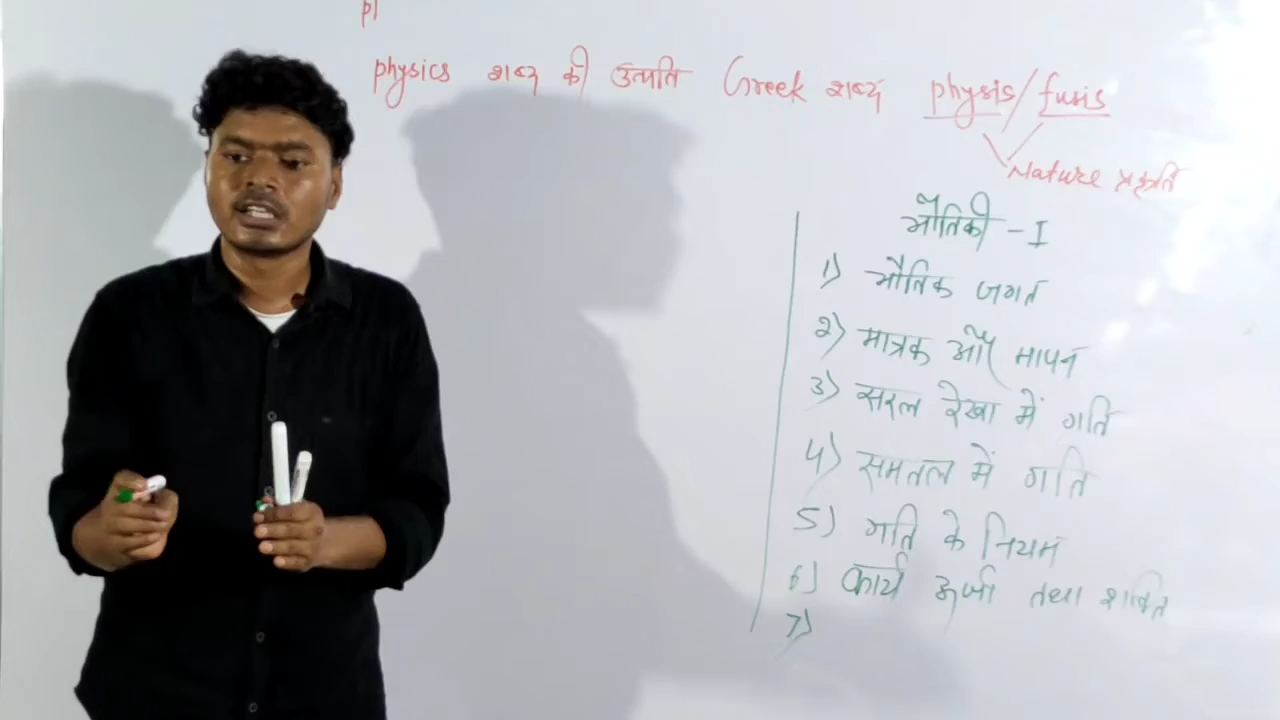 pl
physics शब्द की उत्पति Greek शब्द physis/fusis
Nature प्रकृति
भौतिकी - I
1) भौतिक जगत
2) मात्रक और मापन
3) सरल रेखा में गति
4) समतल में गति
5) गति के नियम
6) कार्य ऊर्जा तथा शक्ति
7)